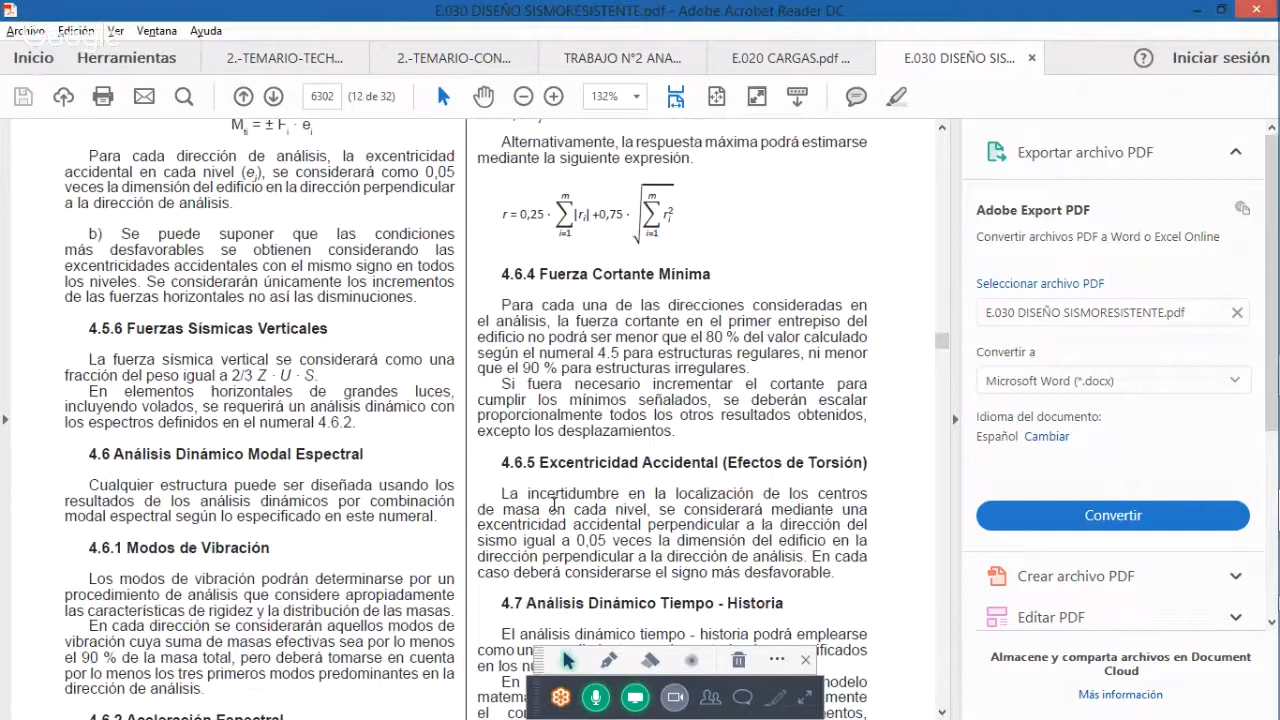 E.030 DISEÑO SISMORESISTENTE.pdf - Adobe Acrobat Reader DC
Archivo Edición Ver Ventana Ayuda
Google
Inicio Herramientas 2.-TEMARIO-TECH... 2.-TEMARIO-CON... TRABAJO N°2 ANA... E.020 CARGAS.pdf ... E.030 DISEÑO SIS... Iniciar sesión
6302 (12 de 32) 132%
M_ti = ± F_i · e_i
Para cada dirección de análisis, la excentricidad
accidental en cada nivel (e_i), se considerará como 0,05
veces la dimensión del edificio en la dirección perpendicular
a la dirección de análisis.
b) Se puede suponer que las condiciones
más desfavorables se obtienen considerando las
excentricidades accidentales con el mismo signo en todos
los niveles. Se considerarán únicamente los incrementos
de las fuerzas horizontales no así las disminuciones.
4.5.6 Fuerzas Sísmicas Verticales
La fuerza sísmica vertical se considerará como una
fracción del peso igual a 2/3 Z · U · S.
En elementos horizontales de grandes luces,
incluyendo volados, se requerirá un análisis dinámico con
los espectros definidos en el numeral 4.6.2.
4.6 Análisis Dinámico Modal Espectral
Cualquier estructura puede ser diseñada usando los
resultados de los análisis dinámicos por combinación
modal espectral según lo especificado en este numeral.
4.6.1 Modos de Vibración
Los modos de vibración podrán determinarse por un
procedimiento de análisis que considere apropiadamente
las características de rigidez y la distribución de las masas.
En cada dirección se considerarán aquellos modos de
vibración cuya suma de masas efectivas sea por lo menos
el 90 % de la masa total, pero deberá tomarse en cuenta
por lo menos los tres primeros modos predominantes en la
dirección de análisis.
4.6.2 Aceleración Espectral
Alternativamente, la respuesta máxima podrá estimarse
mediante la siguiente expresión.
r = 0,25 · ∑_{i=1}^{m} |r_i| +0,75 · √∑_{i=1}^{m} r_i^2
4.6.4 Fuerza Cortante Mínima
Para cada una de las direcciones consideradas en
el análisis, la fuerza cortante en el primer entrepiso del
edificio no podrá ser menor que el 80 % del valor calculado
según el numeral 4.5 para estructuras regulares, ni menor
que el 90 % para estructuras irregulares.
Si fuera necesario incrementar el cortante para
cumplir los mínimos señalados, se deberán escalar
proporcionalmente todos los otros resultados obtenidos,
excepto los desplazamientos.
4.6.5 Excentricidad Accidental (Efectos de Torsión)
La incertidumbre en la localización de los centros
de masa en cada nivel, se considerará mediante una
excentricidad accidental perpendicular a la dirección del
sismo igual a 0,05 veces la dimensión del edificio en la
dirección perpendicular a la dirección de análisis. En cada
caso deberá considerarse el signo más desfavorable.
4.7 Análisis Dinámico Tiempo - Historia
El análisis dinámico tiempo - historia podrá emplearse
como un
en los
Exportar archivo PDF
Adobe Export PDF
Convertir archivos PDF a Word o Excel Online
Seleccionar archivo PDF
E.030 DISEÑO SISMORESISTENTE.pdf
Convertir a
Microsoft Word (*.docx)
Idioma del documento:
Español Cambiar
Convertir
Crear archivo PDF
Editar PDF
Almacene y comparta archivos en Document
Cloud
Más información